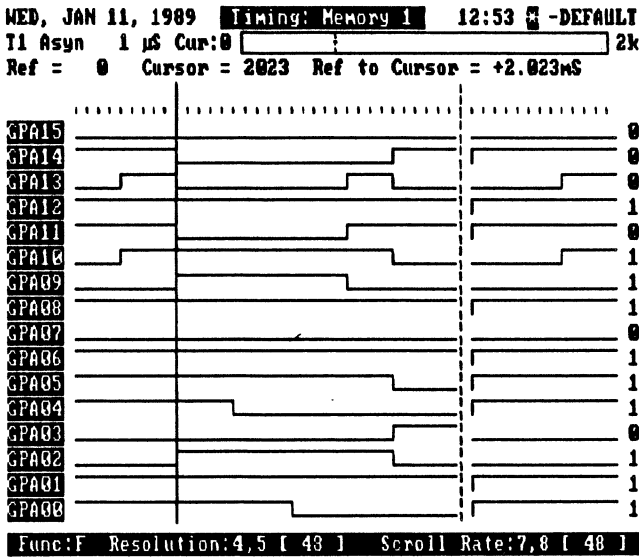 WED, JAN 11, 1989 Timing: Memory 1 12:53 -DEFAULT
T1 Asyn 1 µS Cur:0 2k
Ref = 0 Cursor = 2023 Ref to Cursor = +2.023mS
GPA15 0
GPA14 0
GPA13 0
GPA12 1
GPA11 0
GPA10 1
GPA09 1
GPA08 1
GPA07 0
GPA06 1
GPA05 1
GPA04 1
GPA03 0
GPA02 1
GPA01 1
GPA00 1
Func:F Resolution:4,5 [ 48 ] Scroll Rate:7,8 [ 48 ]